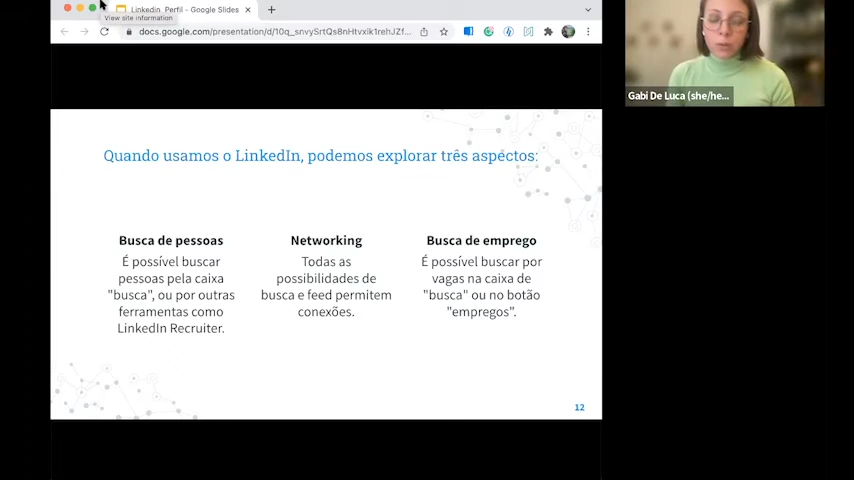 Linkedin_Perfil - Google Slides
View site information
docs.google.com/presentation/d/10q_snvySrtQs8nHtvxik1rehJZf...
Gabi De Luca (she/he...
Quando usamos o LinkedIn, podemos explorar três aspectos:
Busca de pessoas
É possível buscar
pessoas pela caixa
"busca", ou por outras
ferramentas como
LinkedIn Recruiter.
Networking
Todas as
possibilidades de
busca e feed permitem
conexões.
Busca de emprego
É possível buscar por
vagas na caixa de
"busca" ou no botão
"empregos".
12